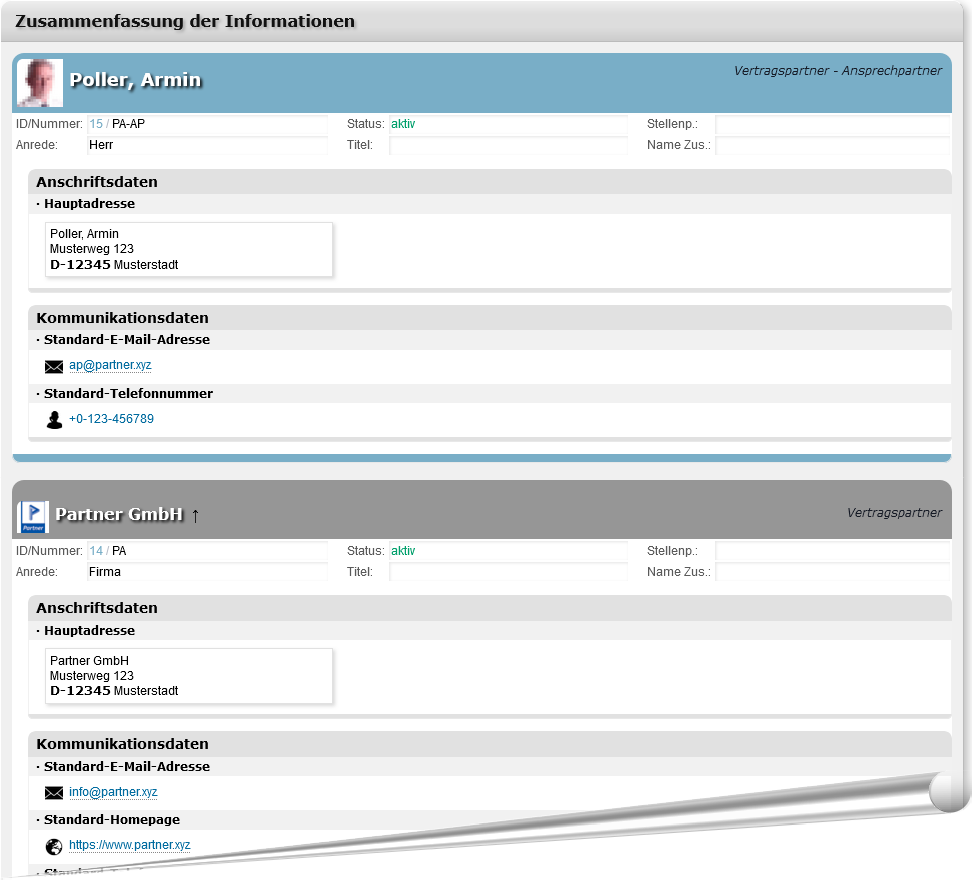 Zusammenfassung der Informationen
Poller, Armin
Vertragspartner - Ansprechpartner
ID/Nummer: 15 / PA-AP Status: aktiv Stellenp.:
Anrede: Herr Titel: Name Zus.:
Anschriftsdaten
· Hauptadresse
Poller, Armin
Musterweg 123
D-12345 Musterstadt
Kommunikationsdaten
· Standard-E-Mail-Adresse
ap@partner.xyz
· Standard-Telefonnummer
+0-123-456789
P
Partner
Partner GmbH ↑
Vertragspartner
ID/Nummer: 14 / PA Status: aktiv Stellenp.:
Anrede: Firma Titel: Name Zus.:
Anschriftsdaten
· Hauptadresse
Partner GmbH
Musterweg 123
D-12345 Musterstadt
Kommunikationsdaten
· Standard-E-Mail-Adresse
info@partner.xyz
· Standard-Homepage
https://www.partner.xyz